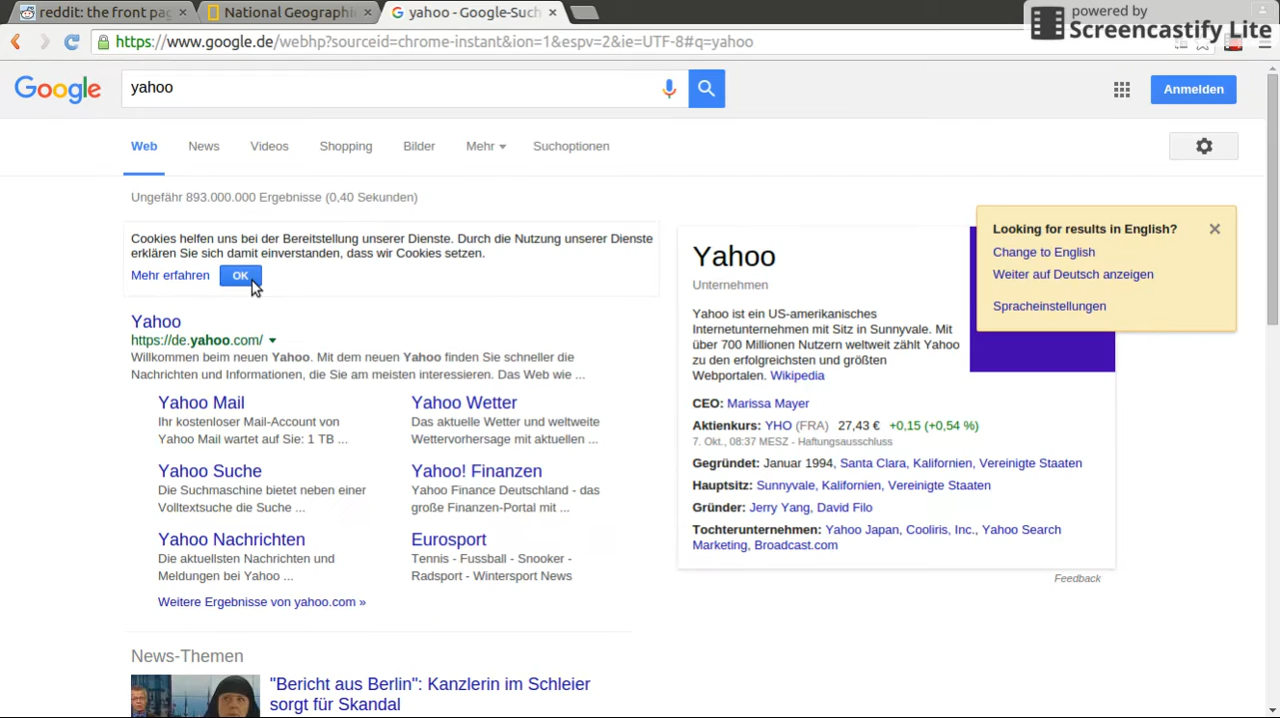 reddit: the front pag
National Geographi
yahoo - Google-Such
powered by
Screencastify Lite
https://www.google.de/webhp?sourceid=chrome-instant&ion=1&espv=2&ie=UTF-8#q=yahoo
Google
yahoo
Anmelden
Web News Videos Shopping Bilder Mehr Suchoptionen
Ungefähr 893.000.000 Ergebnisse (0,40 Sekunden)
Cookies helfen uns bei der Bereitstellung unserer Dienste. Durch die Nutzung unserer Dienste
erklären Sie sich damit einverstanden, dass wir Cookies setzen.
Mehr erfahren OK
Yahoo
https://de.yahoo.com/
Willkommen beim neuen Yahoo. Mit dem neuen Yahoo finden Sie schneller die
Nachrichten und Informationen, die Sie am meisten interessieren. Das Web wie ...
Yahoo Mail
Ihr kostenloser Mail-Account von
Yahoo Mail wartet auf Sie: 1 TB ...
Yahoo Wetter
Das aktuelle Wetter und weltweite
Wettervorhersage mit aktuellen ...
Yahoo Suche
Die Suchmaschine bietet neben einer
Volltextsuche die Suche ...
Yahoo! Finanzen
Yahoo Finance Deutschland - das
große Finanzen-Portal mit ...
Yahoo Nachrichten
Die aktuellsten Nachrichten und
Meldungen bei Yahoo ...
Eurosport
Tennis - Fussball - Snooker -
Radsport - Wintersport News
Weitere Ergebnisse von yahoo.com »
News-Themen
"Bericht aus Berlin": Kanzlerin im Schleier
sorgt für Skandal
Yahoo
Unternehmen
Yahoo ist ein US-amerikanisches
Internetunternehmen mit Sitz in Sunnyvale. Mit
über 700 Millionen Nutzern weltweit zählt Yahoo
zu den erfolgreichsten und größten
Webportalen. Wikipedia
CEO: Marissa Mayer
Aktienkurs: YHO (FRA) 27,43 € +0,15 (+0,54 %)
7. Okt., 08:37 MESZ - Haftungsausschluss
Gegründet: Januar 1994, Santa Clara, Kalifornien, Vereinigte Staaten
Hauptsitz: Sunnyvale, Kalifornien, Vereinigte Staaten
Gründer: Jerry Yang, David Filo
Tochterunternehmen: Yahoo Japan, Cooliris, Inc., Yahoo Search
Marketing, Broadcast.com
Feedback
Looking for results in English?
Change to English
Weiter auf Deutsch anzeigen
Spracheinstellungen